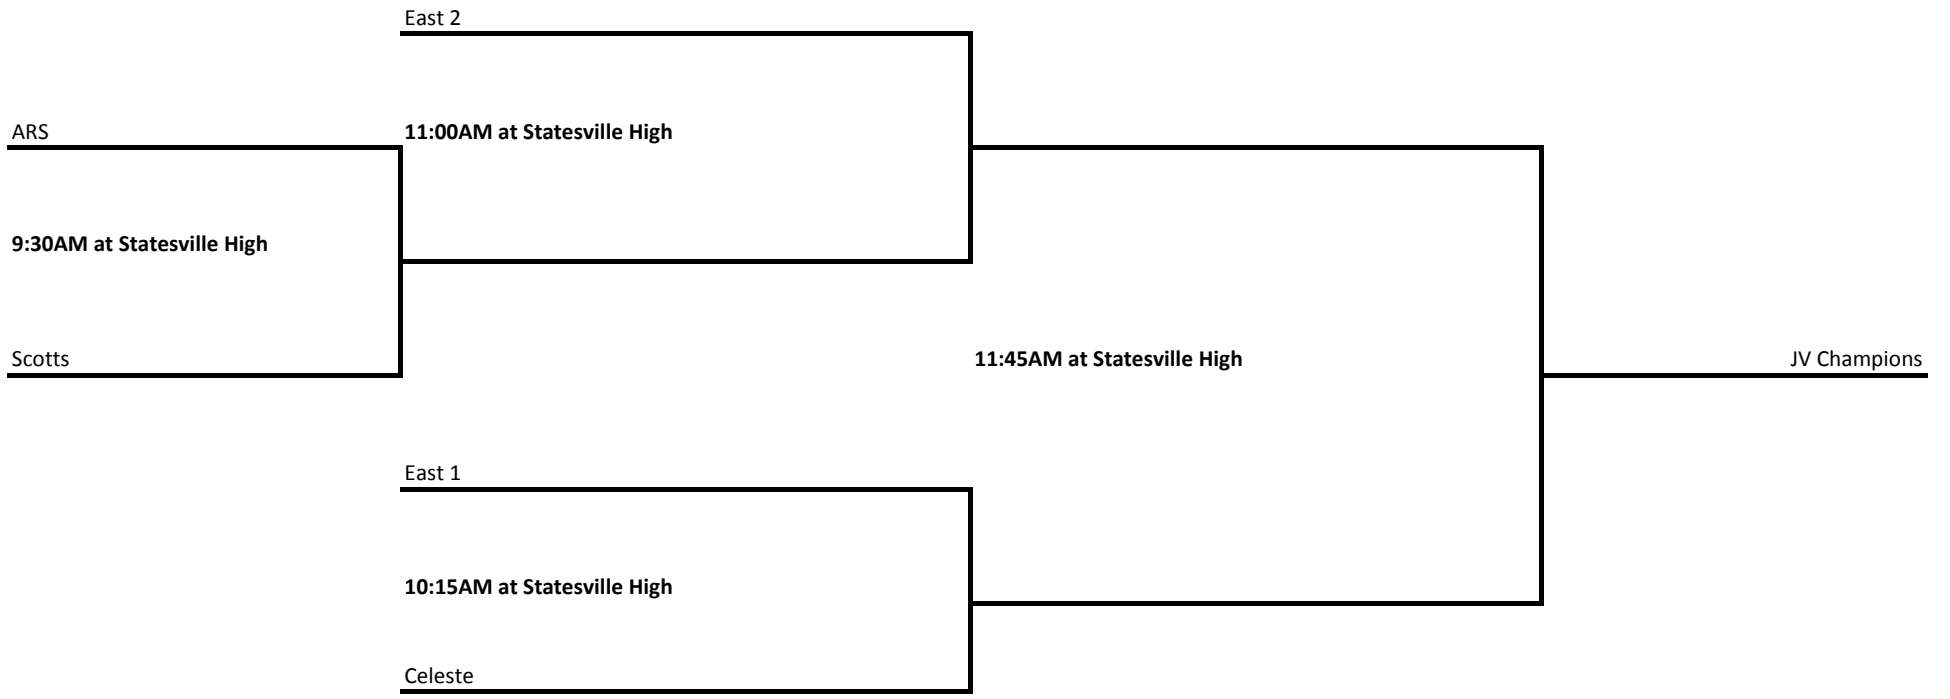 East 2
ARS
11:00AM at Statesville High
9:30AM at Statesville High
Scotts
11:45AM at Statesville High
JV Champions
East 1
10:15AM at Statesville High
Celeste